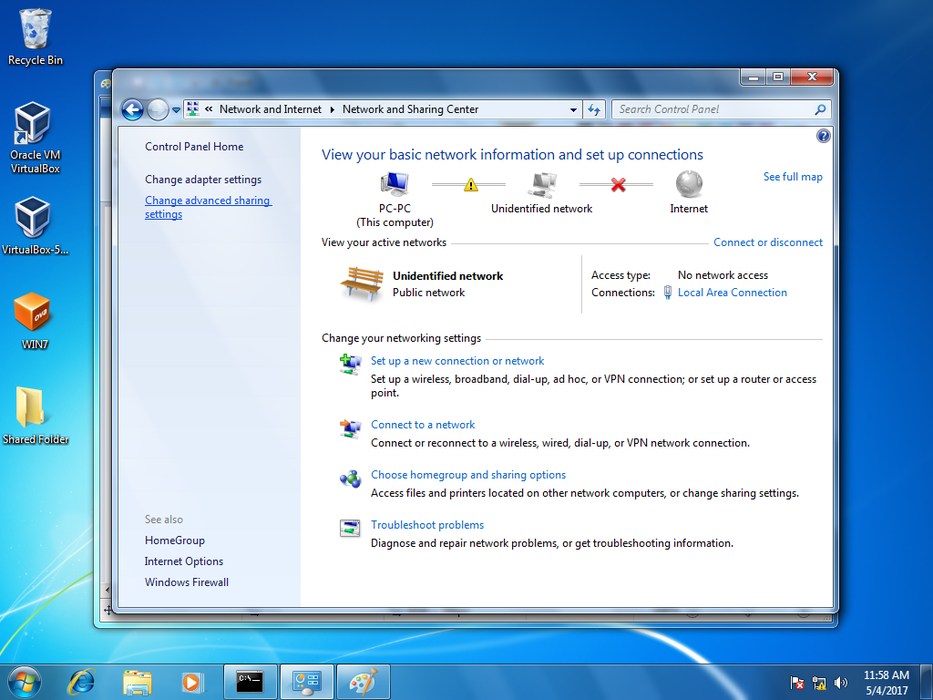 Recycle Bin
Oracle VM
VirtualBox
VirtualBox-5...
OVA
WIN7
Shared Folder
« Network and Internet Network and Sharing Center
Search Control Panel
Control Panel Home
Change adapter settings
Change advanced sharing
settings
See also
HomeGroup
Internet Options
Windows Firewall
View your basic network information and set up connections
See full map
PC-PC
(This computer)
Unidentified network
Internet
View your active networks
Connect or disconnect
Unidentified network
Public network
Access type: No network access
Connections: Local Area Connection
Change your networking settings
Set up a new connection or network
Set up a wireless, broadband, dial-up, ad hoc, or VPN connection; or set up a router or access
point.
Connect to a network
Connect or reconnect to a wireless, wired, dial-up, or VPN network connection.
Choose homegroup and sharing options
Access files and printers located on other network computers, or change sharing settings.
Troubleshoot problems
Diagnose and repair network problems, or get troubleshooting information.
11:58 AM
5/4/2017